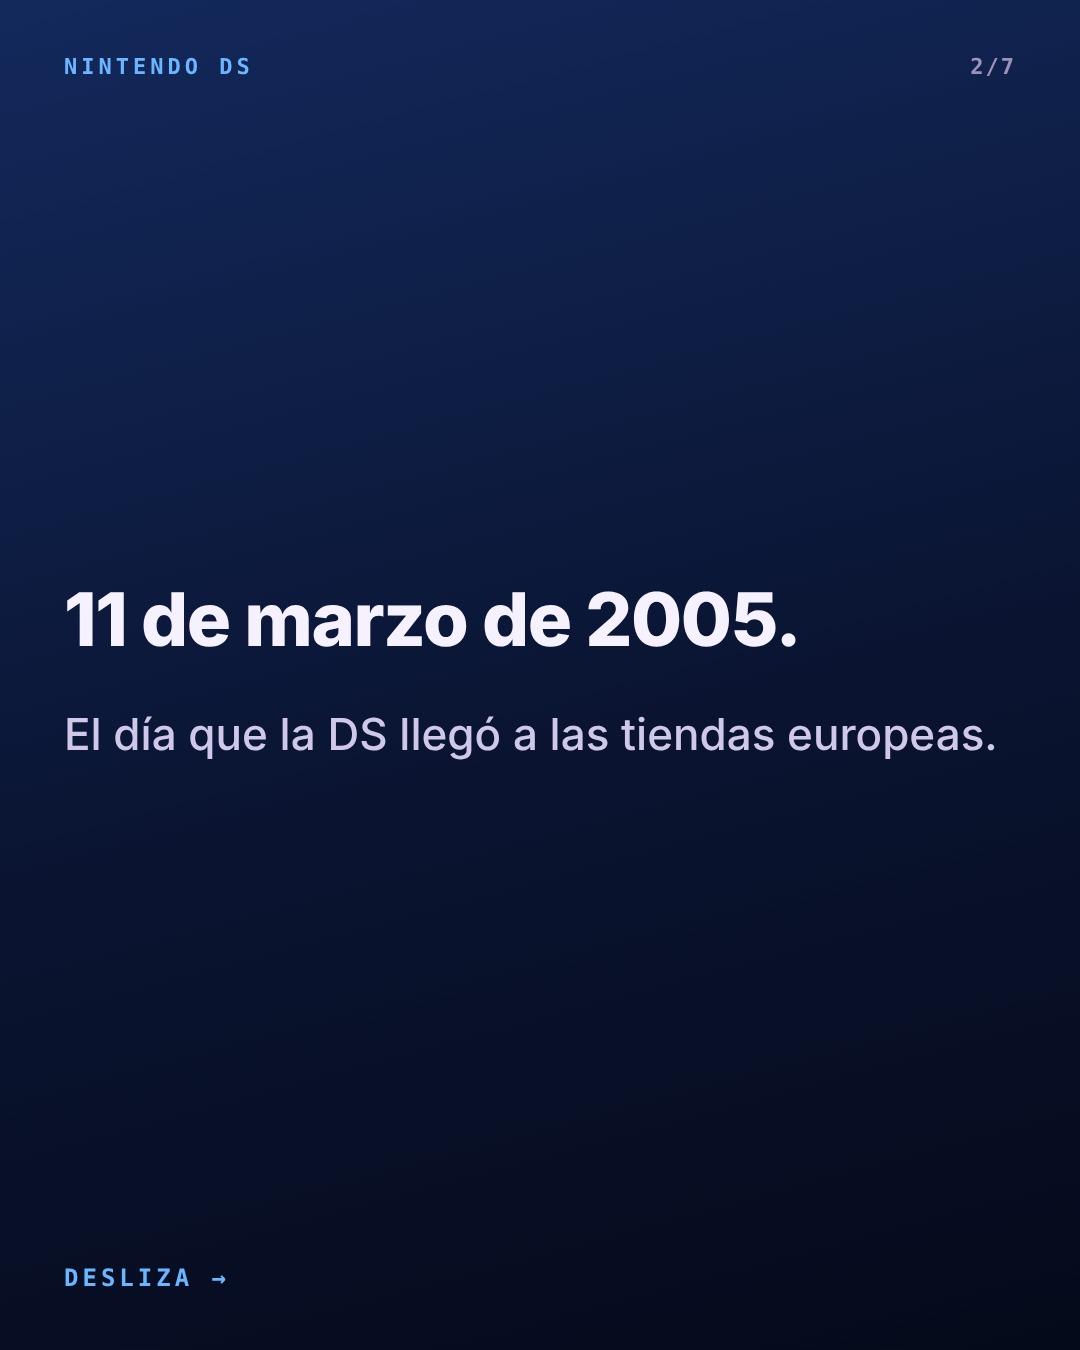 NINTENDO DS
2/7
11 de marzo de 2005.
El día que la DS llegó a las tiendas europeas.
DESLIZA →